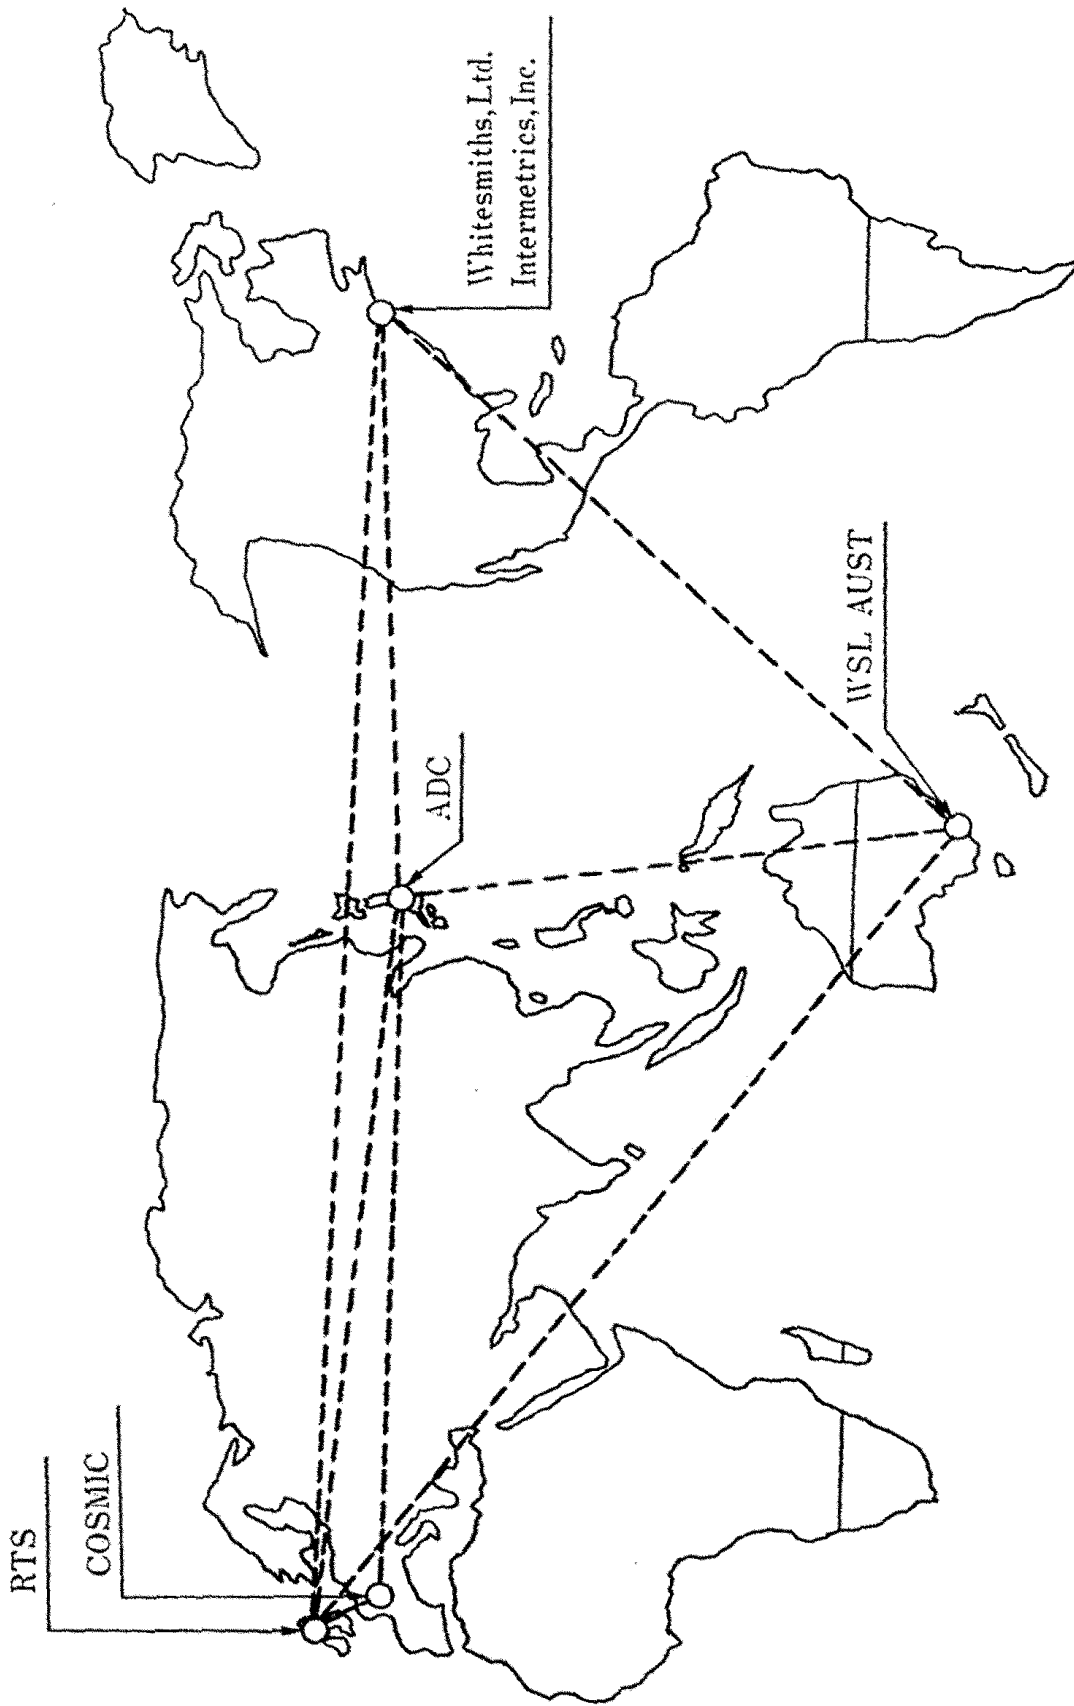 RTS
COSMIC
ADC
WSL AUST
Whitesmiths,Ltd.
Intermetrics,Inc.